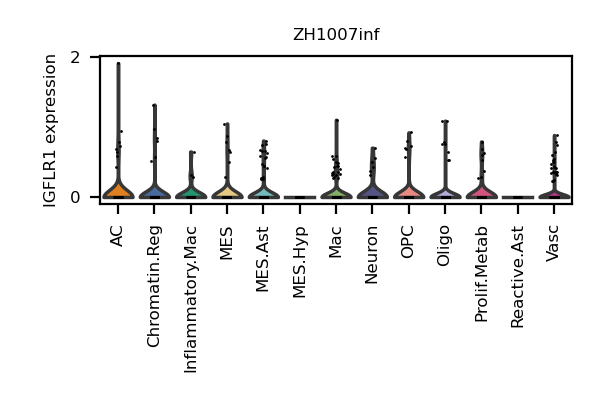 ZH1007inf
IGFLR1 expression
2
0
AC
Chromatin.Reg
Inflammatory.Mac
MES
MES.Ast
MES.Hyp
Mac
Neuron
OPC
Oligo
Prolif.Metab
Reactive.Ast
Vasc